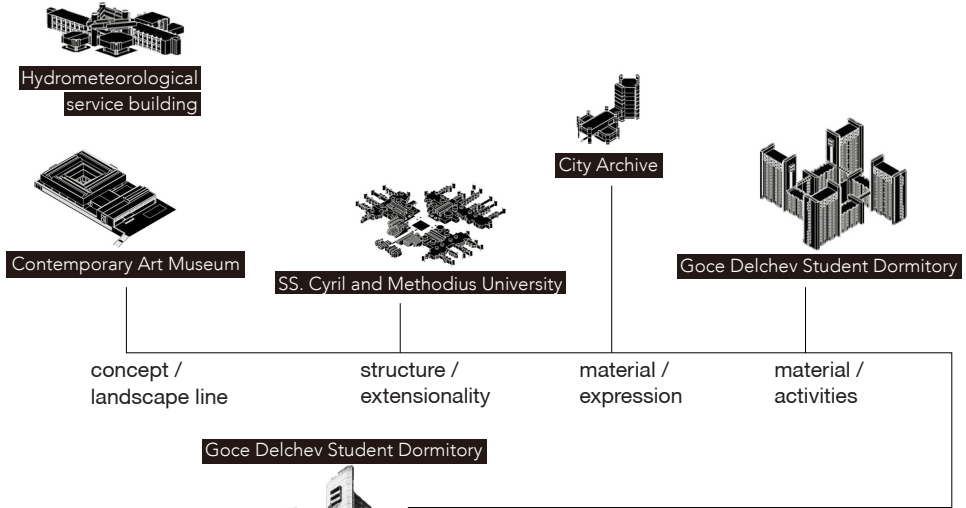 Hydrometeorological
service building
City Archive
Contemporary Art Museum
SS. Cyril and Methodius University
Goce Delchev Student Dormitory
concept /
landscape line
structure /
extensionality
material /
expression
material /
activities
Goce Delchev Student Dormitory